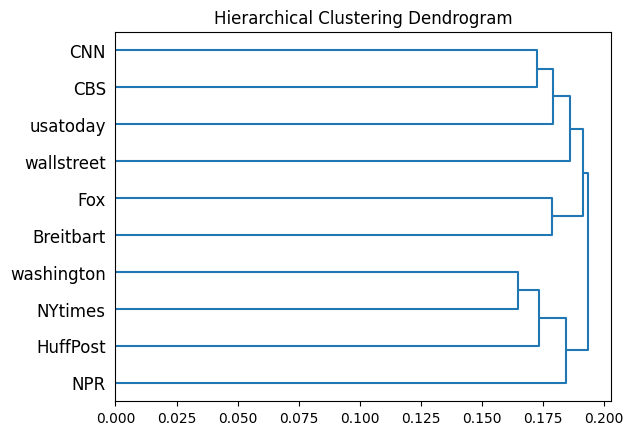 Hierarchical Clustering Dendrogram
CNN
CBS
usatoday
wallstreet
Fox
Breitbart
washington
NYtimes
HuffPost
NPR
0.000 0.025 0.050 0.075 0.100 0.125 0.150 0.175 0.200